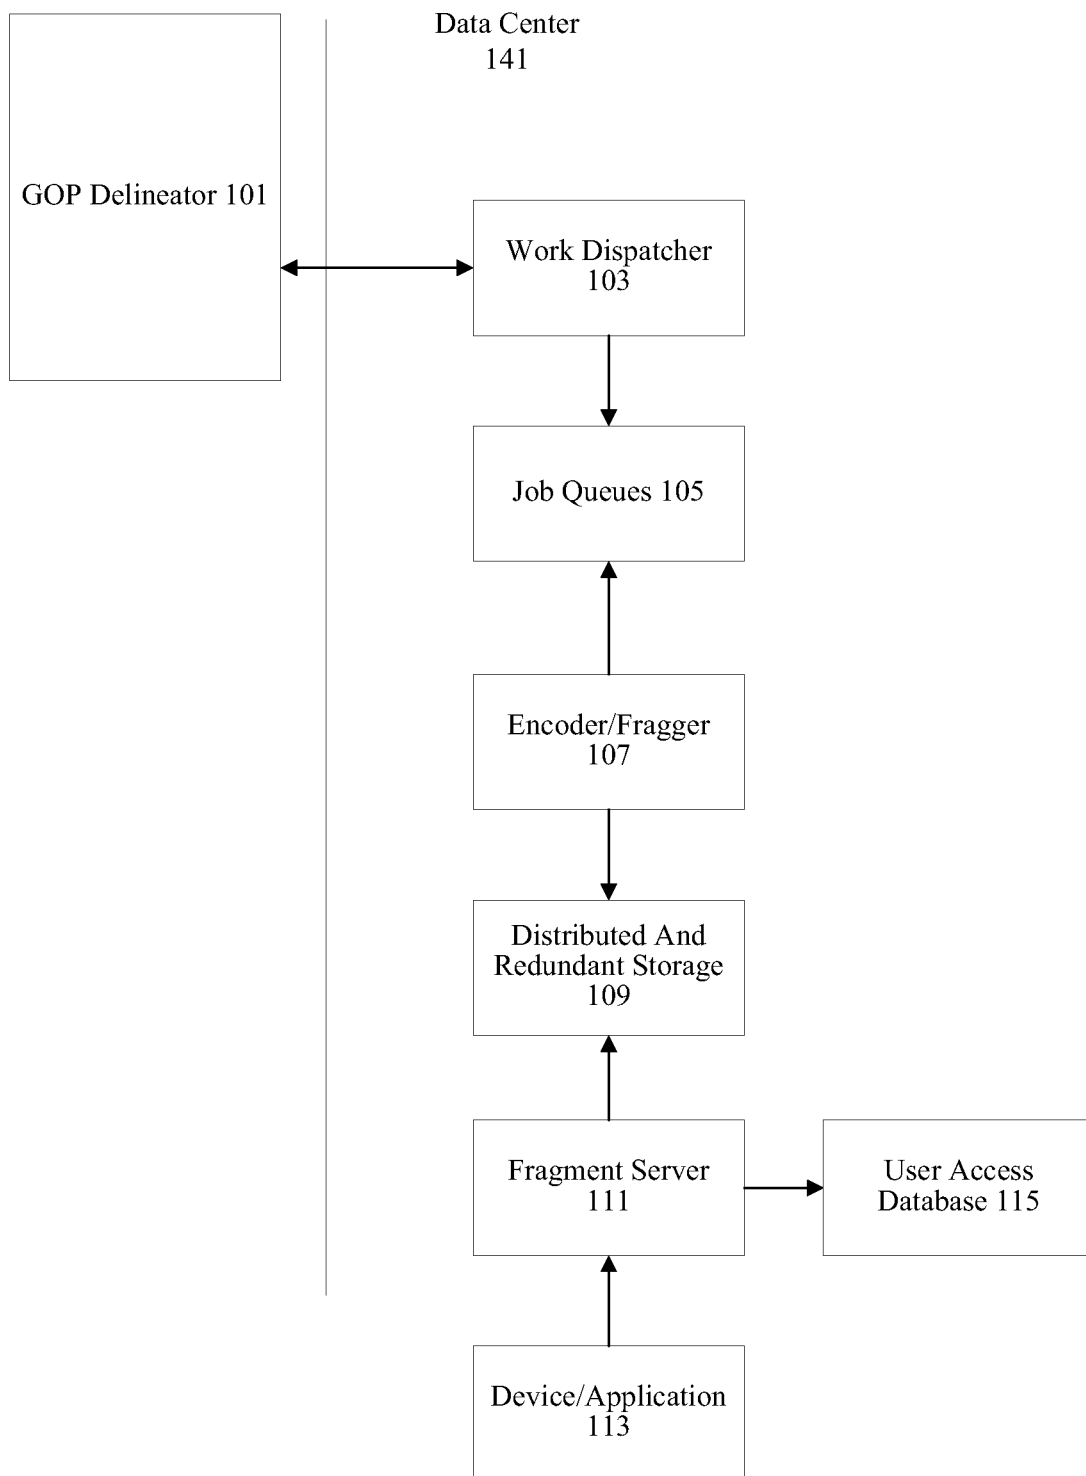 Data Center
141
GOP Delineator 101
Work Dispatcher
103
Job Queues 105
Encoder/Fragger
107
Distributed And
Redundant Storage
109
Fragment Server
111
User Access
Database 115
Device/Application
113